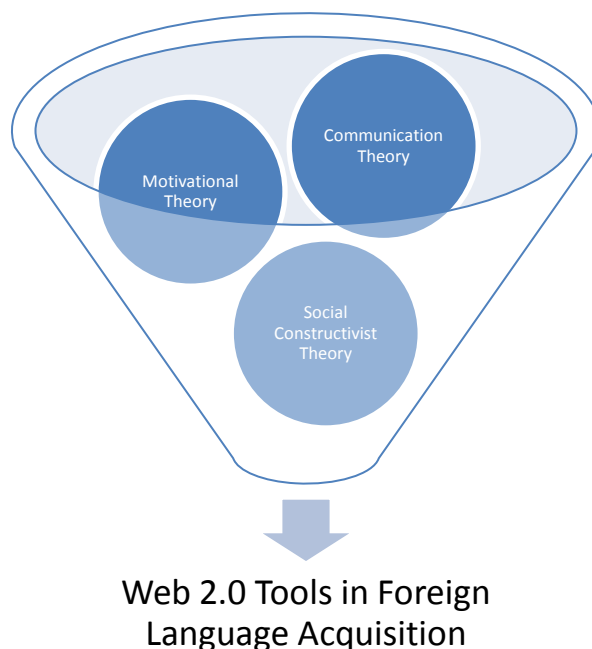 Communication
Theory
Motivational
Theory
Social
Constructivist
Theory
Web 2.0 Tools in Foreign
Language Acquisition